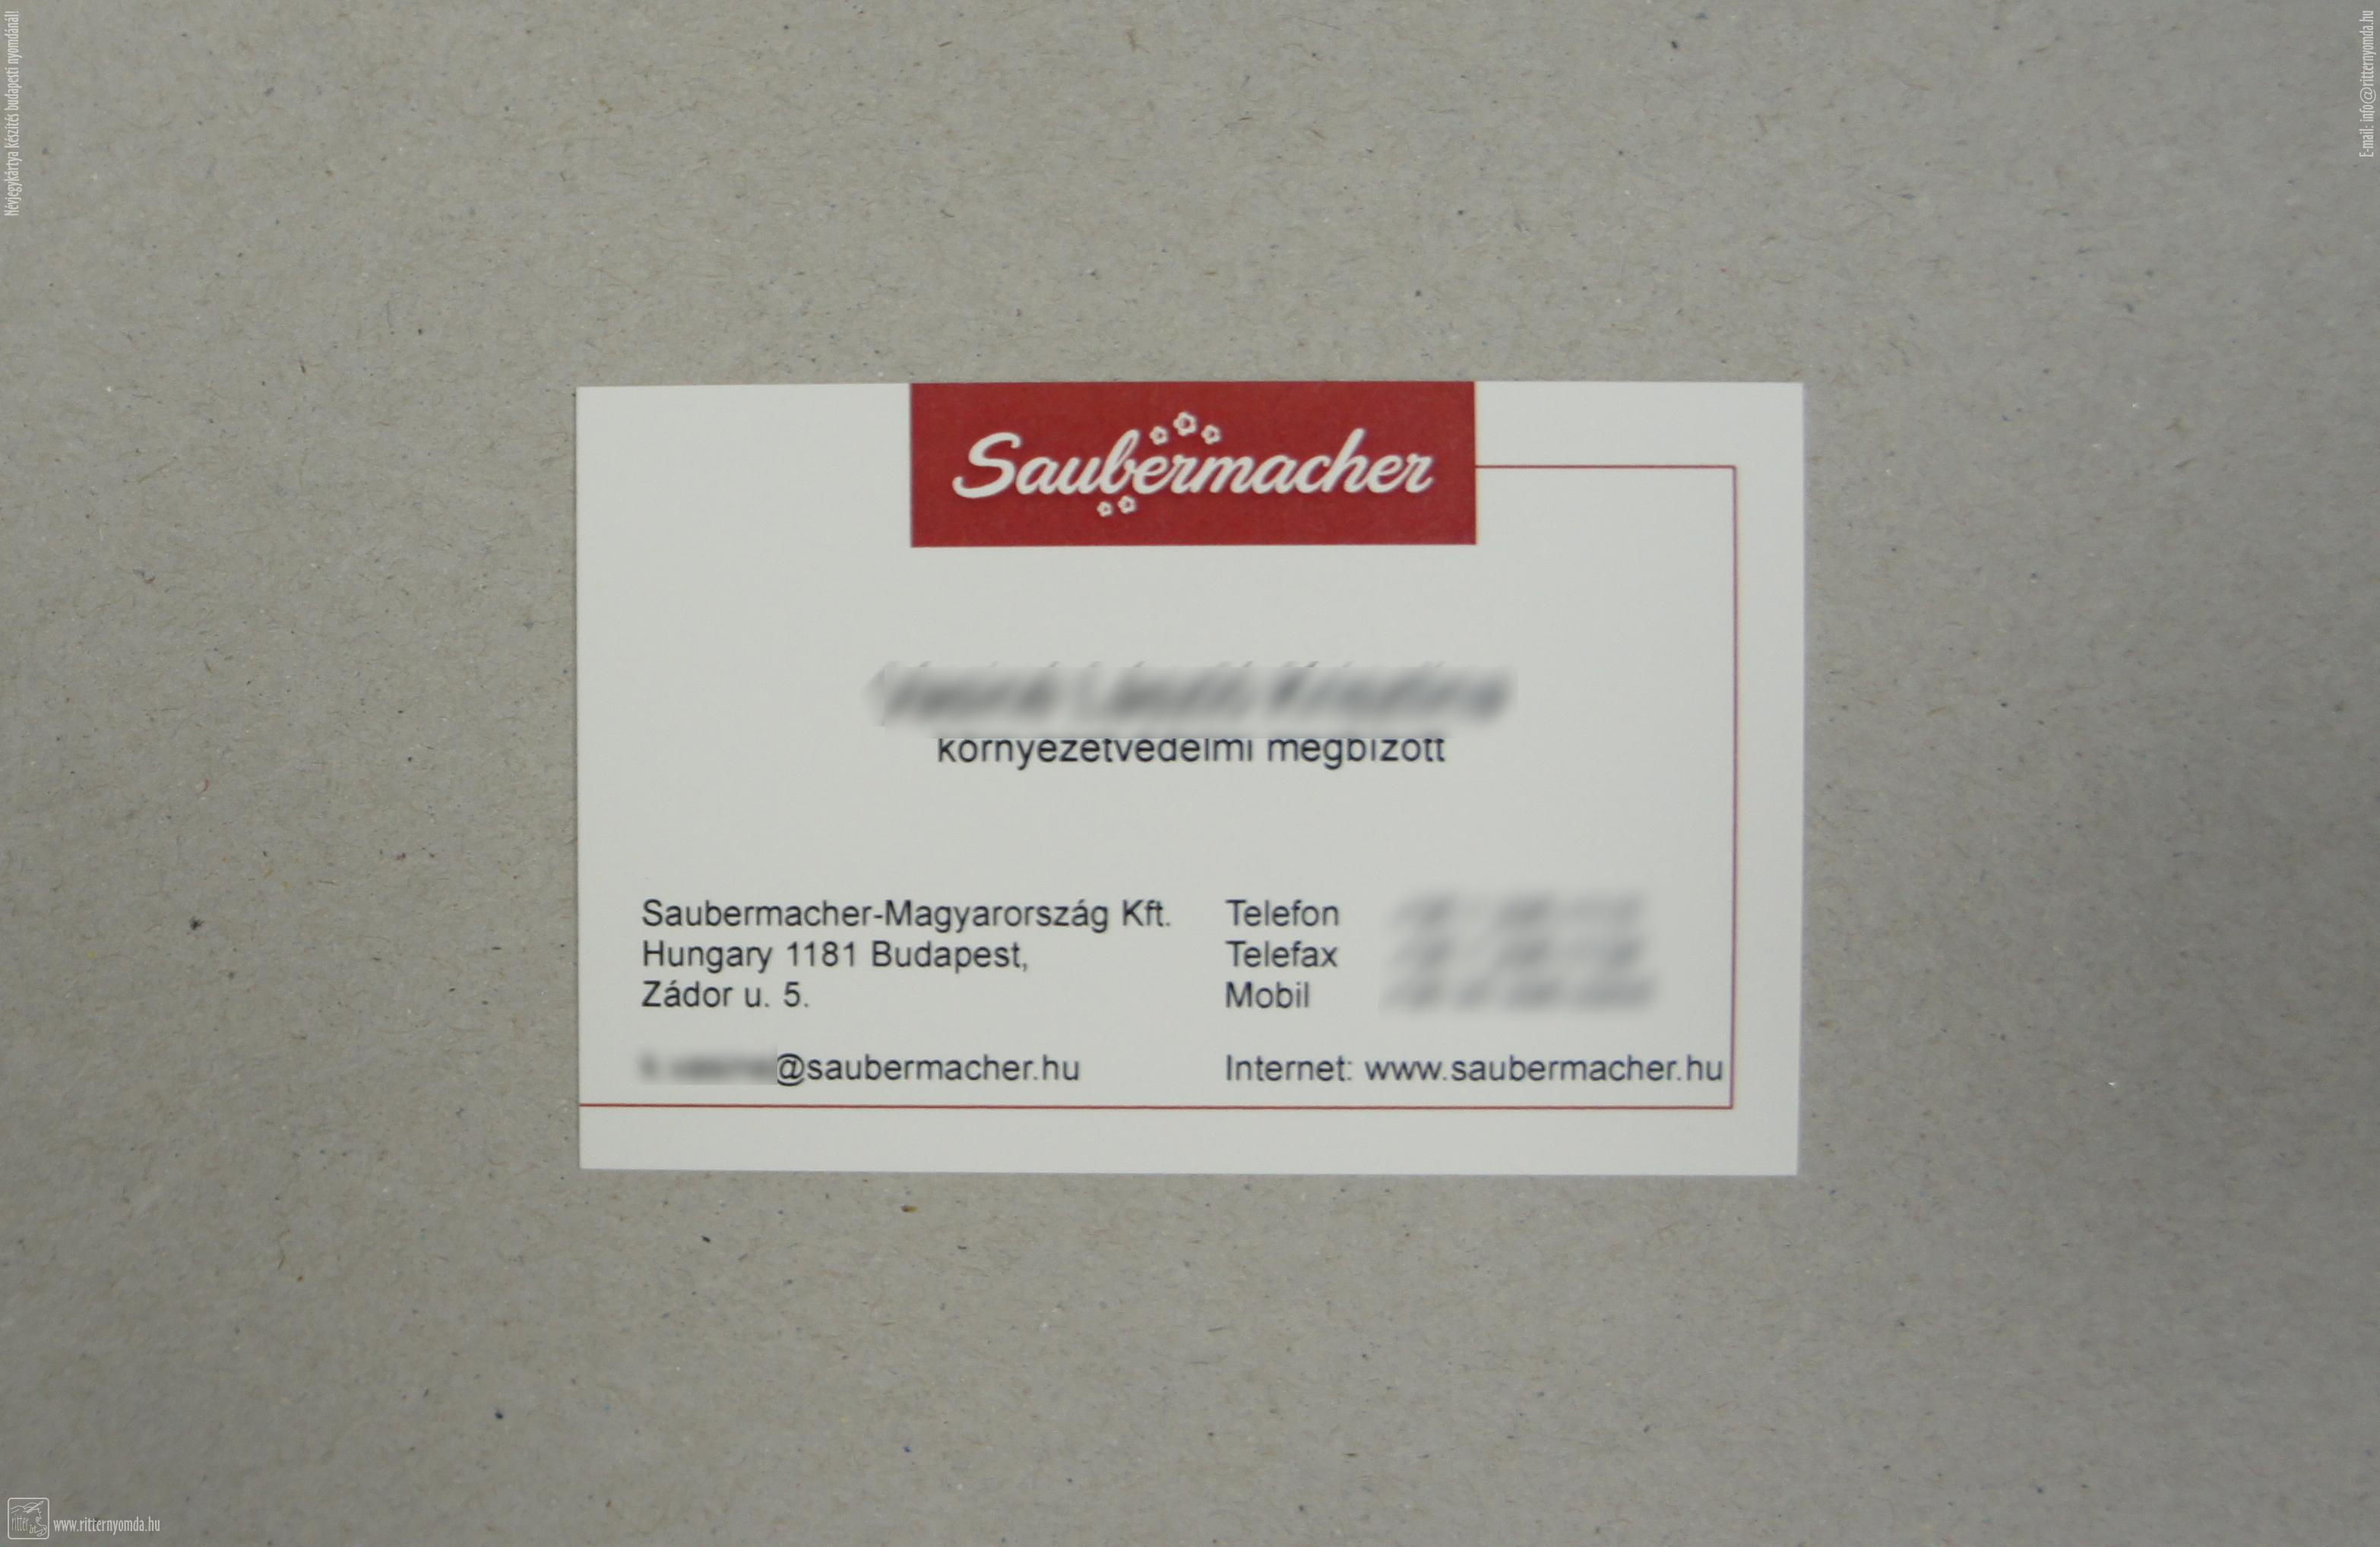 Névjegykártya készítés budapesti nyomdánál!
E-mail: info@ritternyomda.hu
Saubermacher
környezetvédelmi megbízott
Saubermacher-Magyarország Kft.
Hungary 1181 Budapest,
Zádor u. 5.
Telefon
Telefax
Mobil
@saubermacher.hu
Internet: www.saubermacher.hu
www.ritternyomda.hu